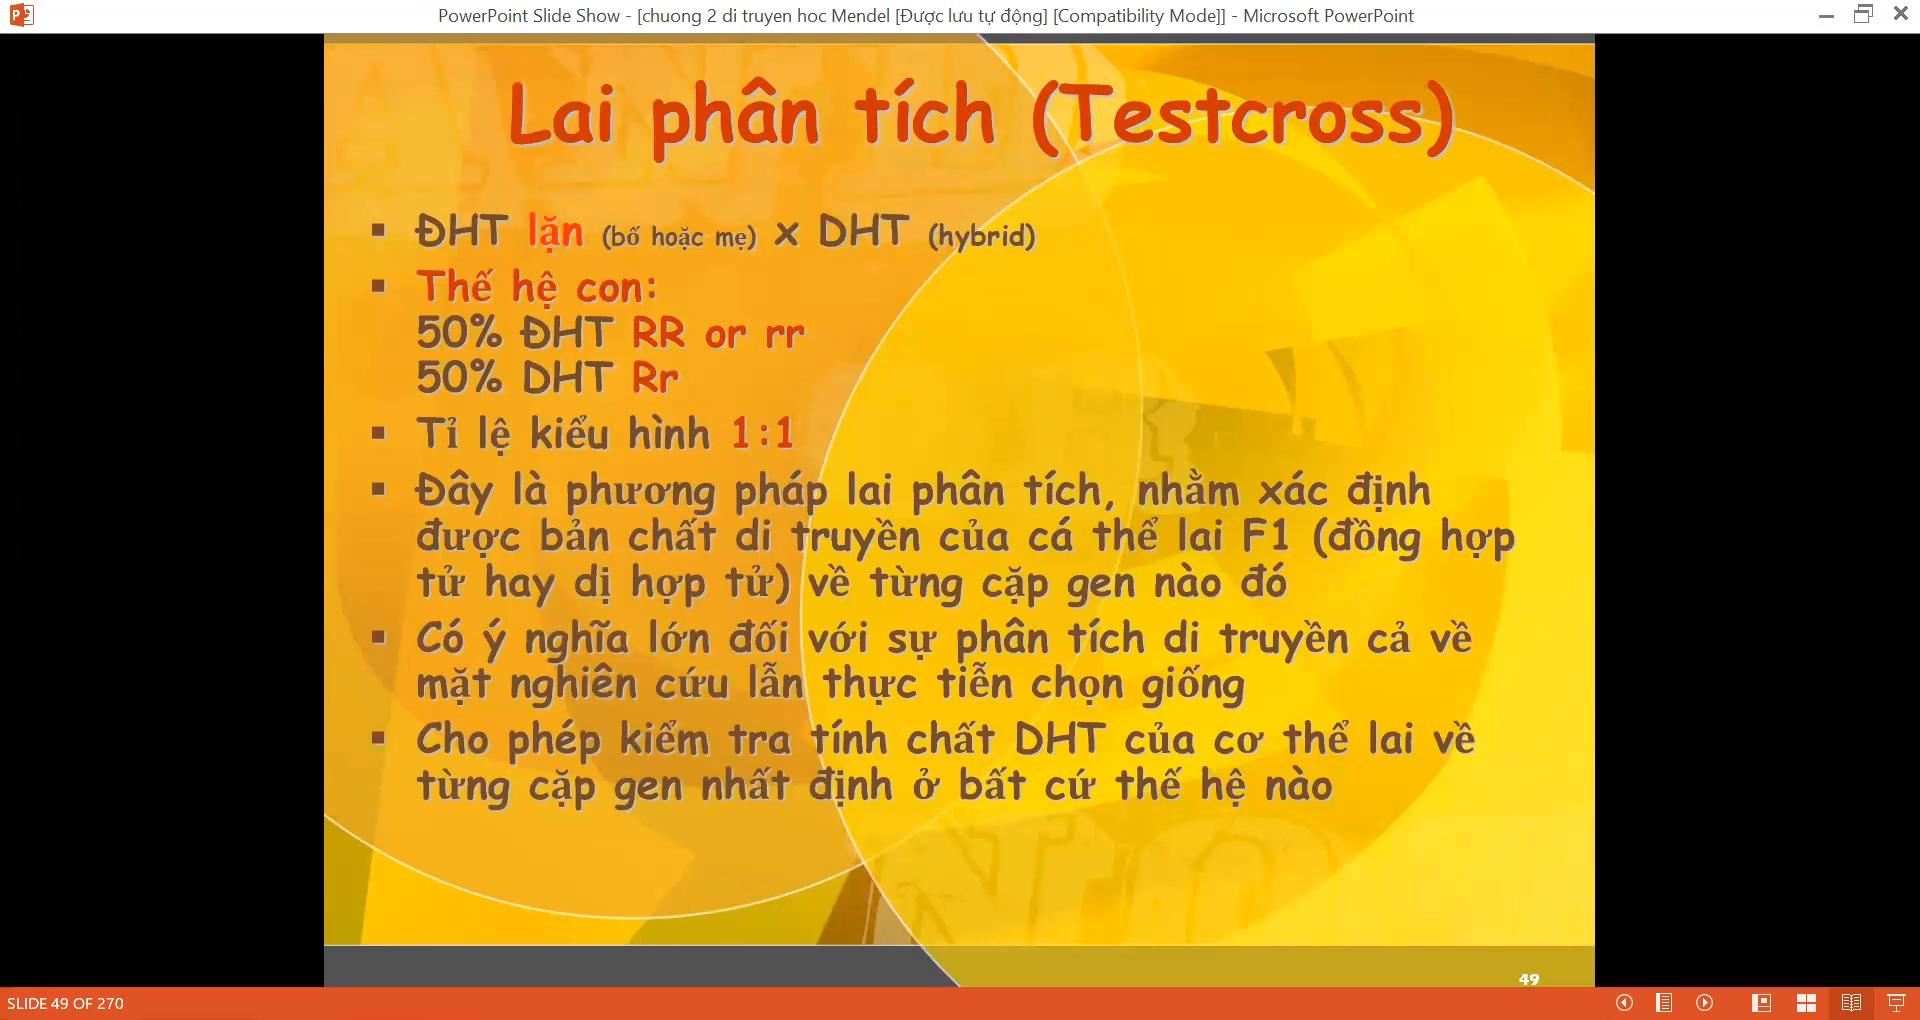 PowerPoint Slide Show - [chuong 2 di truyen hoc Mendel [Được lưu tự động] [Compatibility Mode]] - Microsoft PowerPoint
Lai phân tích (Testcross)
▪ ĐHT lặn (bố hoặc mẹ) x DHT (hybrid)
▪ Thế hệ con:
50% ĐHT RR or rr
50% DHT Rr
▪ Tỉ lệ kiểu hình 1:1
▪ Đây là phương pháp lai phân tích, nhằm xác định
được bản chất di truyền của cá thể lai F1 (đồng hợp
tử hay dị hợp tử) về từng cặp gen nào đó
▪ Có ý nghĩa lớn đối với sự phân tích di truyền cả về
mặt nghiên cứu lẫn thực tiễn chọn giống
▪ Cho phép kiểm tra tính chất DHT của cơ thể lai về
từng cặp gen nhất định ở bất cứ thế hệ nào
49
SLIDE 49 OF 270